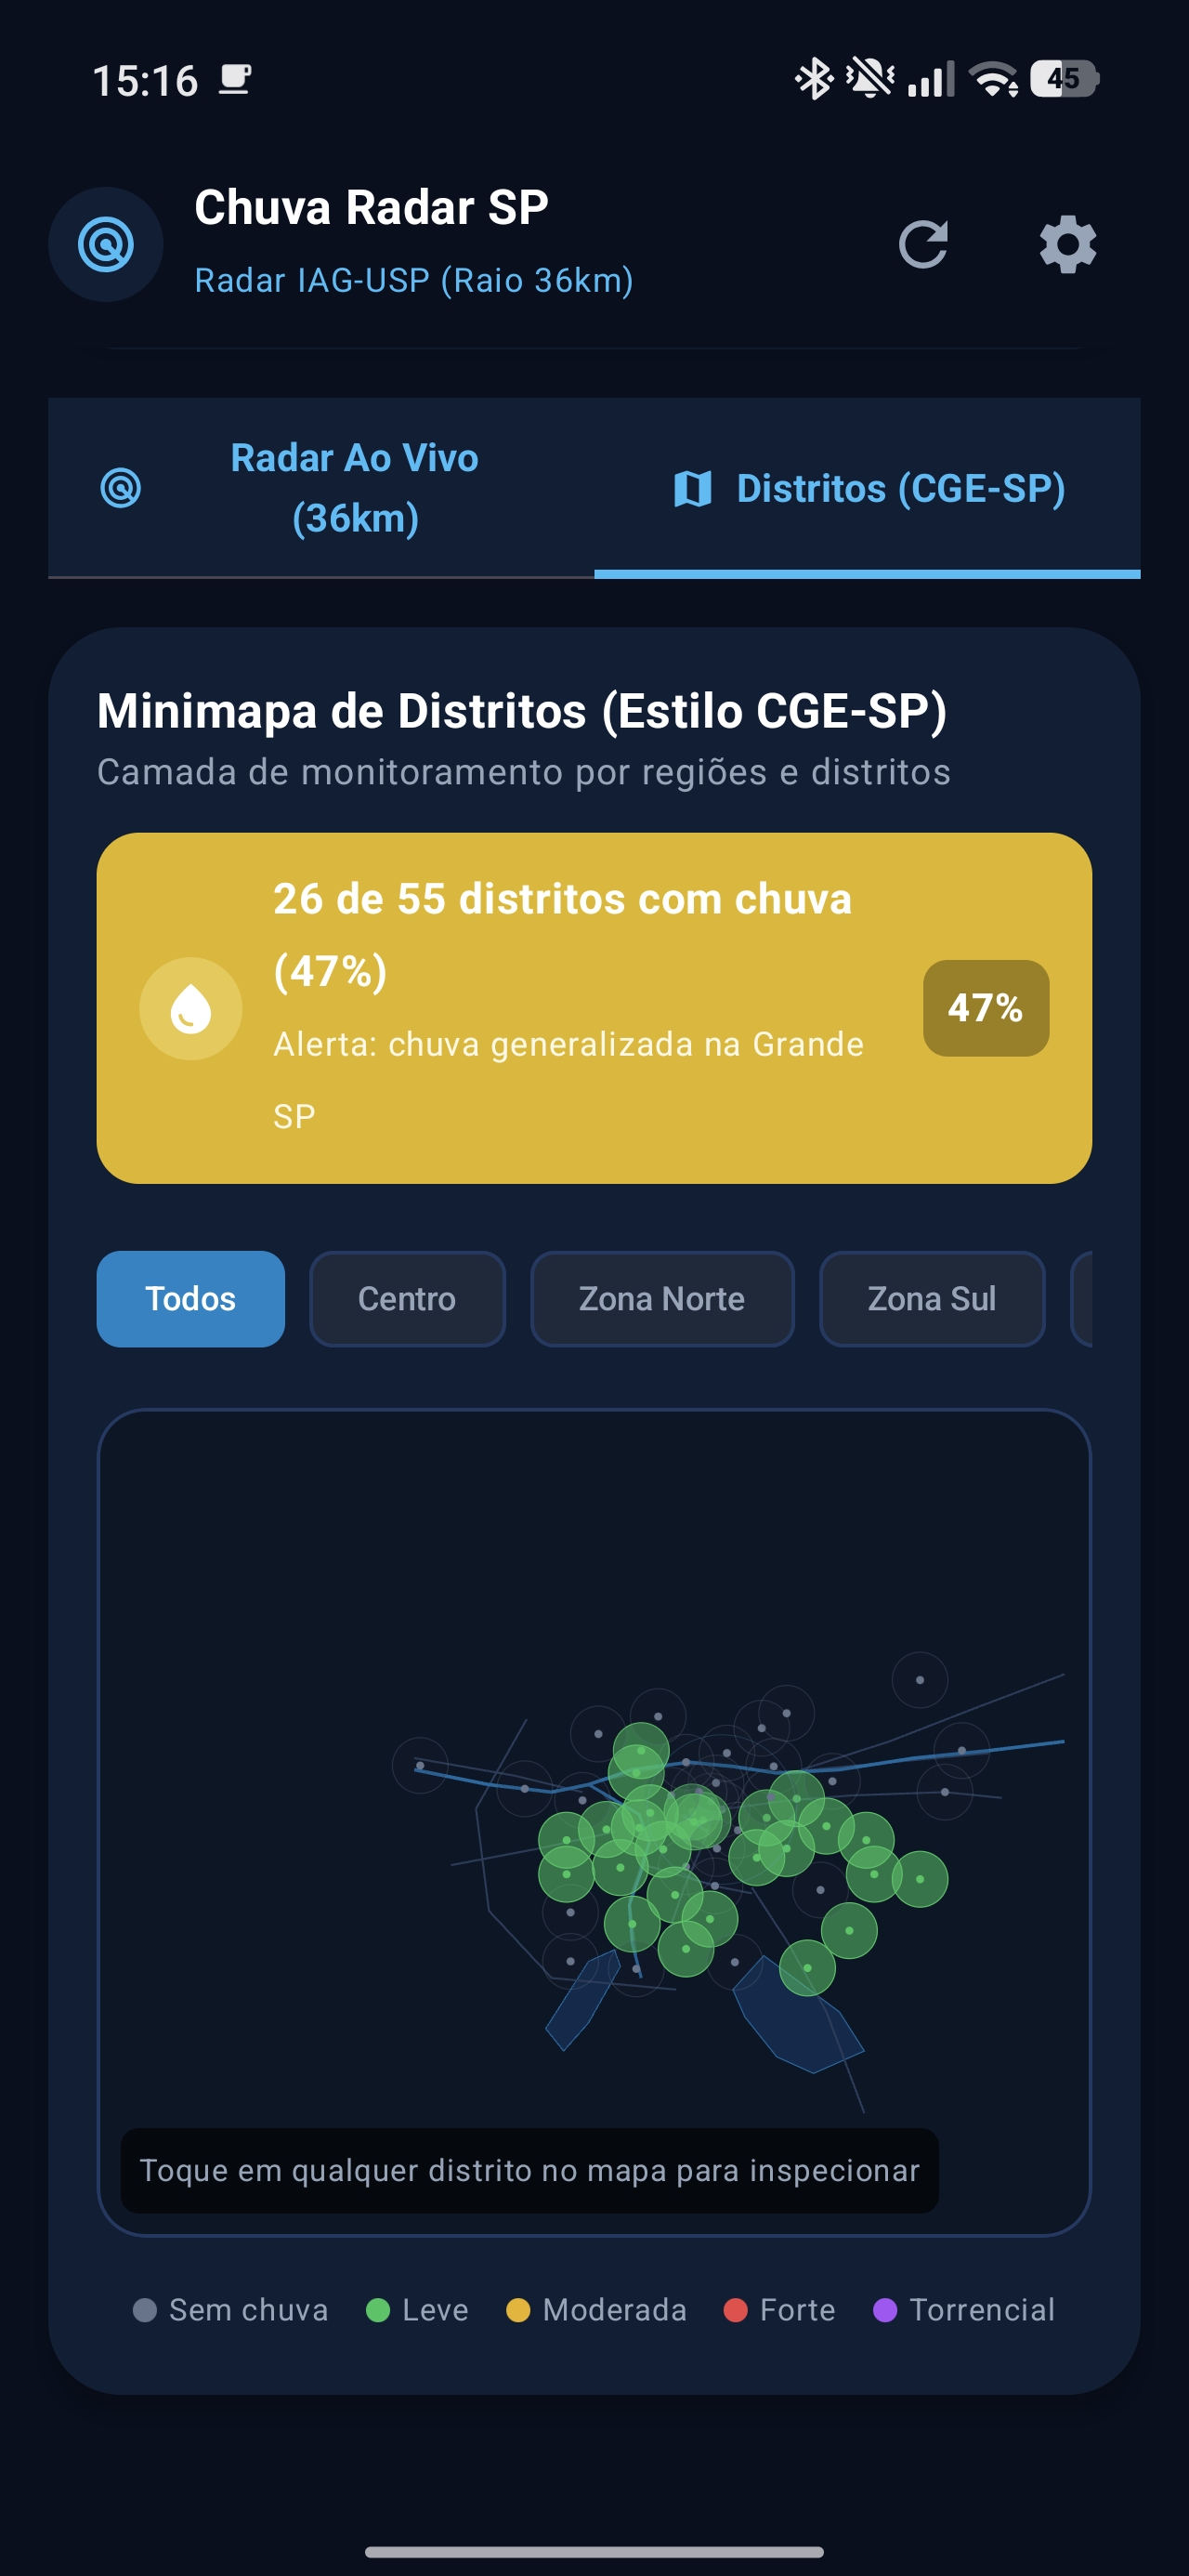 15:16
45
Chuva Radar SP
Radar IAG-USP (Raio 36km)
Radar Ao Vivo
(36km)
Distritos (CGE-SP)
Minimapa de Distritos (Estilo CGE-SP)
Camada de monitoramento por regiões e distritos
26 de 55 distritos com chuva
(47%)
Alerta: chuva generalizada na Grande
SP
47%
Todos
Centro
Zona Norte
Zona Sul
Toque em qualquer distrito no mapa para inspecionar
Sem chuva
Leve
Moderada
Forte
Torrencial